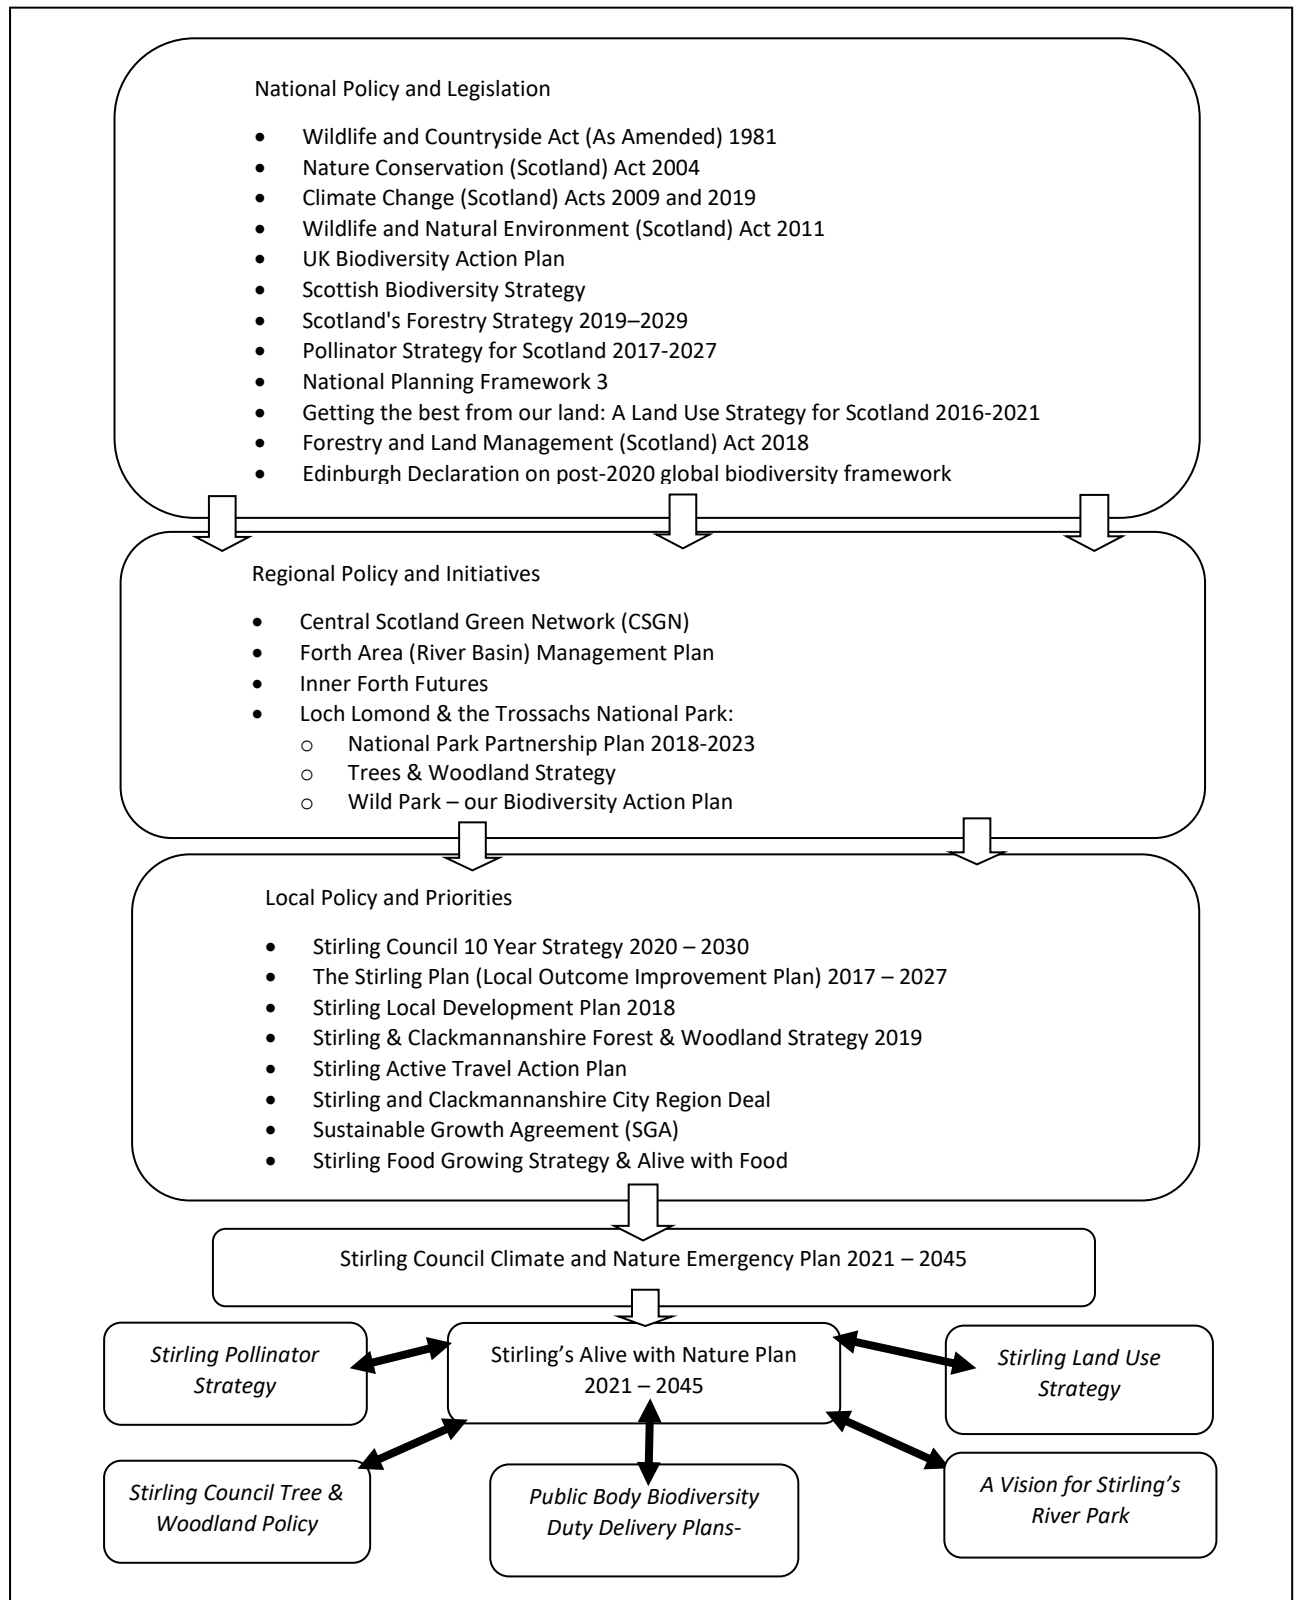 National Policy and Legislation
• Wildlife and Countryside Act (As Amended) 1981
• Nature Conservation (Scotland) Act 2004
• Climate Change (Scotland) Acts 2009 and 2019
• Wildlife and Natural Environment (Scotland) Act 2011
• UK Biodiversity Action Plan
• Scottish Biodiversity Strategy
• Scotland's Forestry Strategy 2019–2029
• Pollinator Strategy for Scotland 2017-2027
• National Planning Framework 3
• Getting the best from our land: A Land Use Strategy for Scotland 2016-2021
• Forestry and Land Management (Scotland) Act 2018
• Edinburgh Declaration on post-2020 global biodiversity framework
Regional Policy and Initiatives
• Central Scotland Green Network (CSGN)
• Forth Area (River Basin) Management Plan
• Inner Forth Futures
• Loch Lomond & the Trossachs National Park:
o National Park Partnership Plan 2018-2023
o Trees & Woodland Strategy
o Wild Park – our Biodiversity Action Plan
Local Policy and Priorities
• Stirling Council 10 Year Strategy 2020 – 2030
• The Stirling Plan (Local Outcome Improvement Plan) 2017 – 2027
• Stirling Local Development Plan 2018
• Stirling & Clackmannanshire Forest & Woodland Strategy 2019
• Stirling Active Travel Action Plan
• Stirling and Clackmannanshire City Region Deal
• Sustainable Growth Agreement (SGA)
• Stirling Food Growing Strategy & Alive with Food
Stirling Council Climate and Nature Emergency Plan 2021 – 2045
Stirling Pollinator
Strategy
Stirling’s Alive with Nature Plan
2021 – 2045
Stirling Land Use
Strategy
Stirling Council Tree &
Woodland Policy
Public Body Biodiversity
Duty Delivery Plans-
A Vision for Stirling’s
River Park